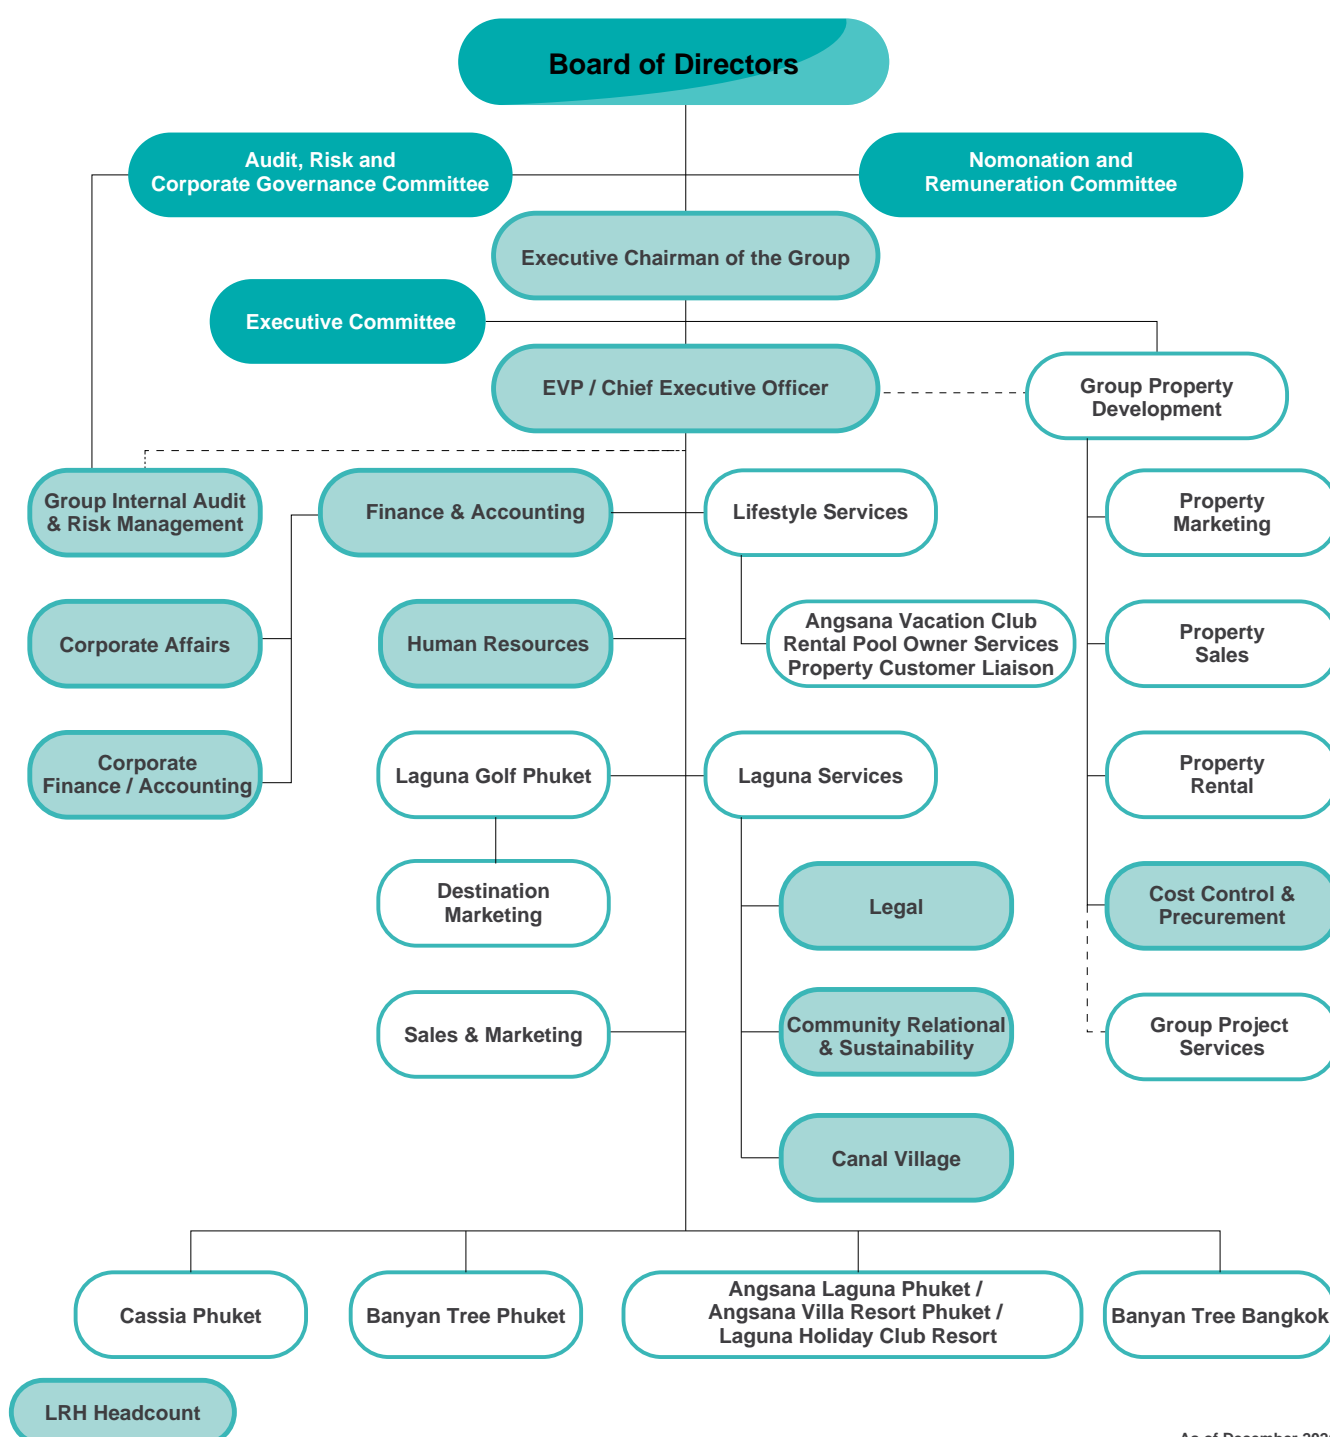 Board of Directors
Audit, Risk and
Corporate Governance Committee
Nomonation and
Remuneration Committee
Executive Chairman of the Group
Executive Committee
EVP / Chief Executive Officer
Group Property
Development
Group Internal Audit
& Risk Management
Finance & Accounting
Lifestyle Services
Property
Marketing
Corporate Affairs
Human Resources
Angsana Vacation Club
Rental Pool Owner Services
Property Customer Liaison
Property
Sales
Corporate
Finance / Accounting
Laguna Golf Phuket
Laguna Services
Property
Rental
Destination
Marketing
Legal
Cost Control &
Procurement
Sales & Marketing
Community Relational
& Sustainability
Group Project
Services
Canal Village
Cassia Phuket
Banyan Tree Phuket
Angsana Laguna Phuket /
Angsana Villa Resort Phuket /
Laguna Holiday Club Resort
Banyan Tree Bangkok
LRH Headcount
As of December